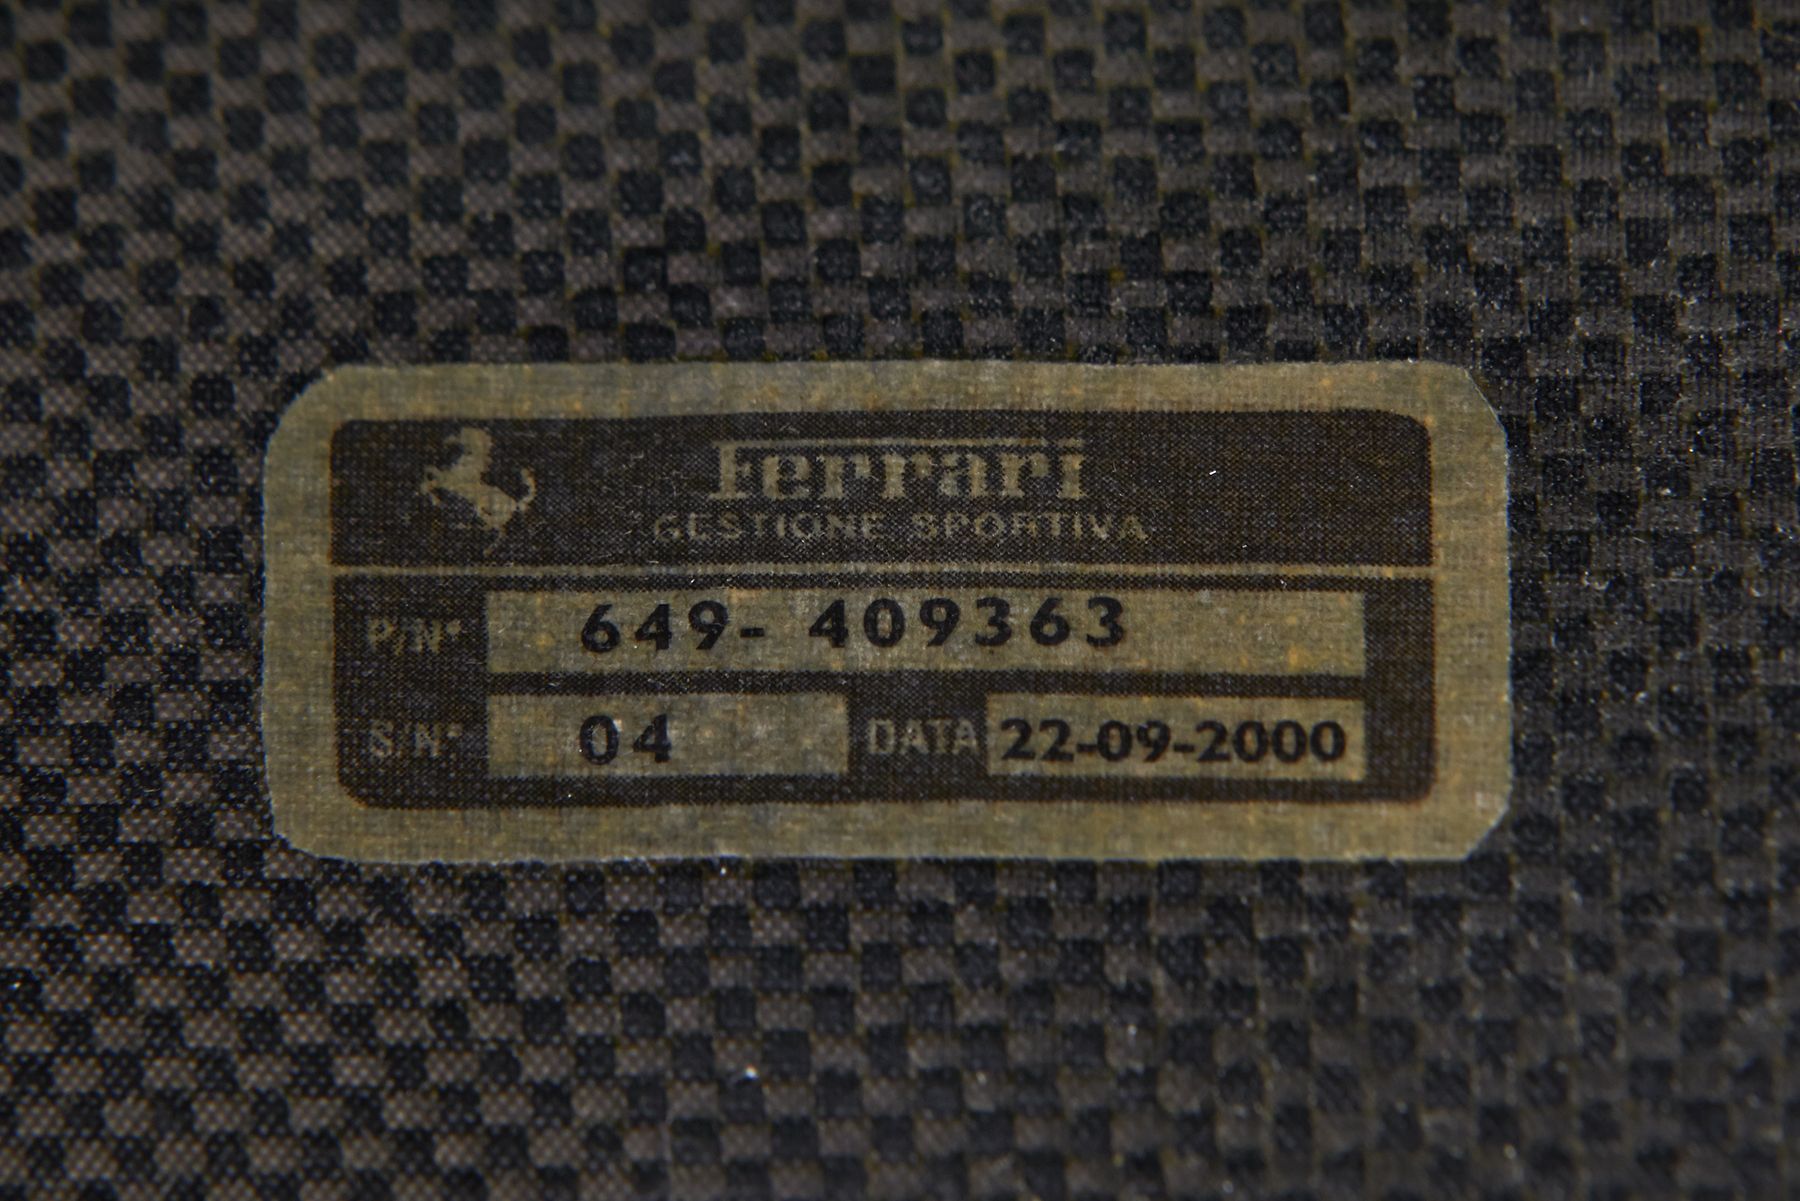 Ferrari
GESTIONE SPORTIVA
P/N° 649- 409363
S/N° 04 DATA 22-09-2000